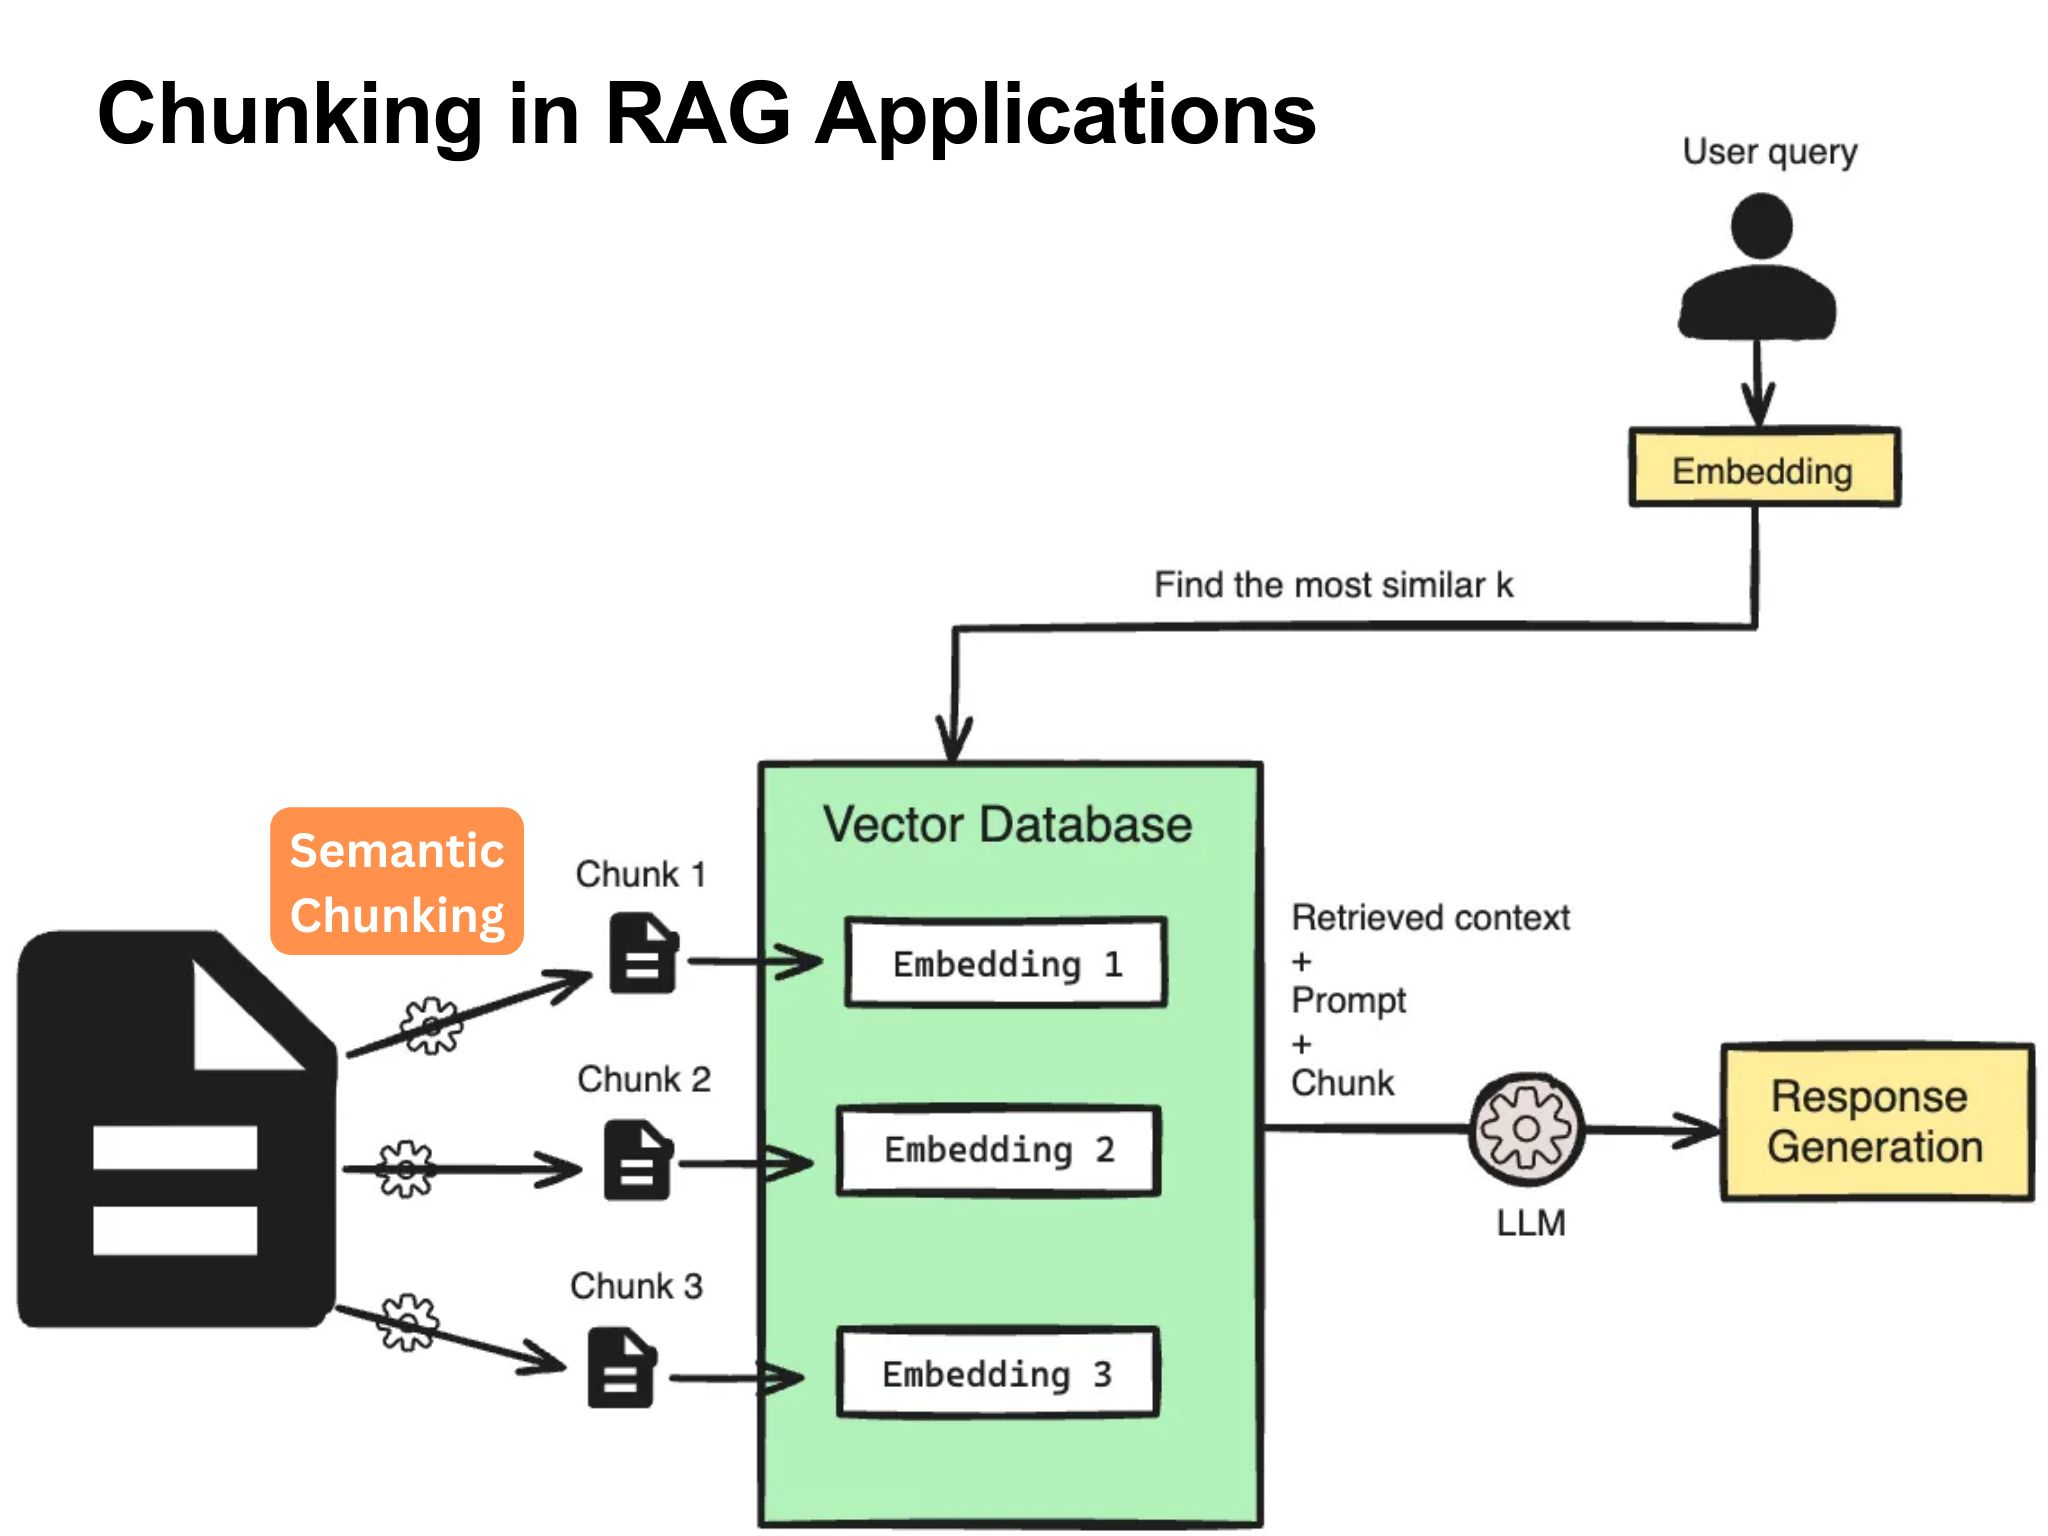 Chunking in RAG Applications
User query
Embedding
Find the most similar k
Vector Database
Semantic
Chunking
Chunk 1
Embedding 1
Chunk 2
Embedding 2
Chunk 3
Embedding 3
Retrieved context
+
Prompt
+
Chunk
LLM
Response
Generation